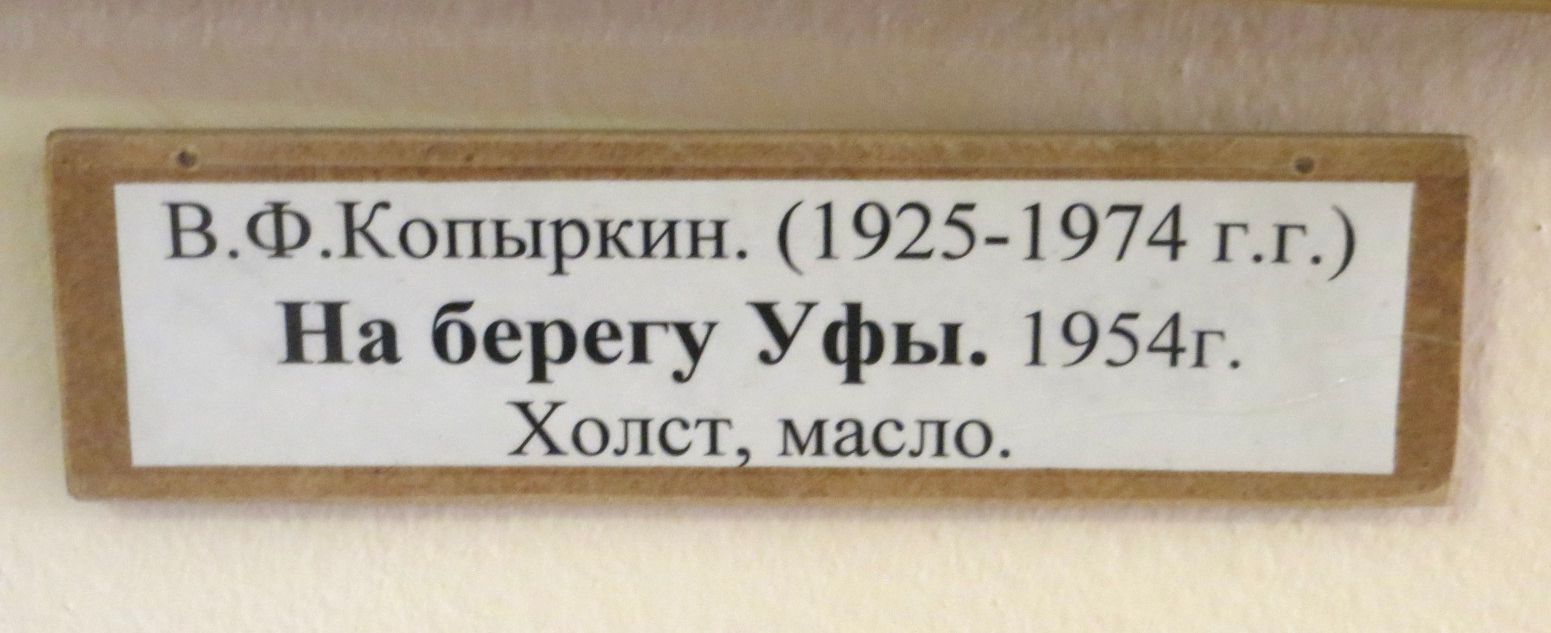 В.Ф.Копыркин. (1925-1974 г.г.)
На берегу Уфы. 1954г.
Холст, масло.